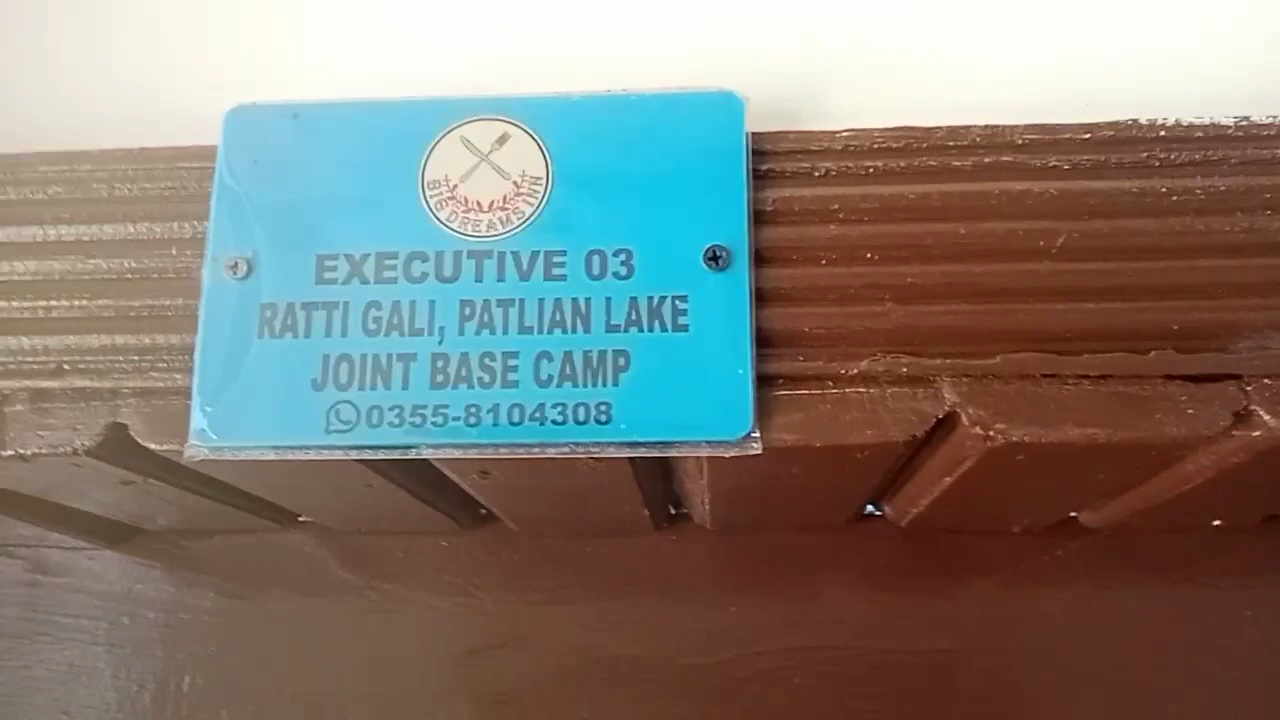 BIG DREAMS INN
EXECUTIVE 03
RATTI GALI, PATLIAN LAKE
JOINT BASE CAMP
0355-8104308